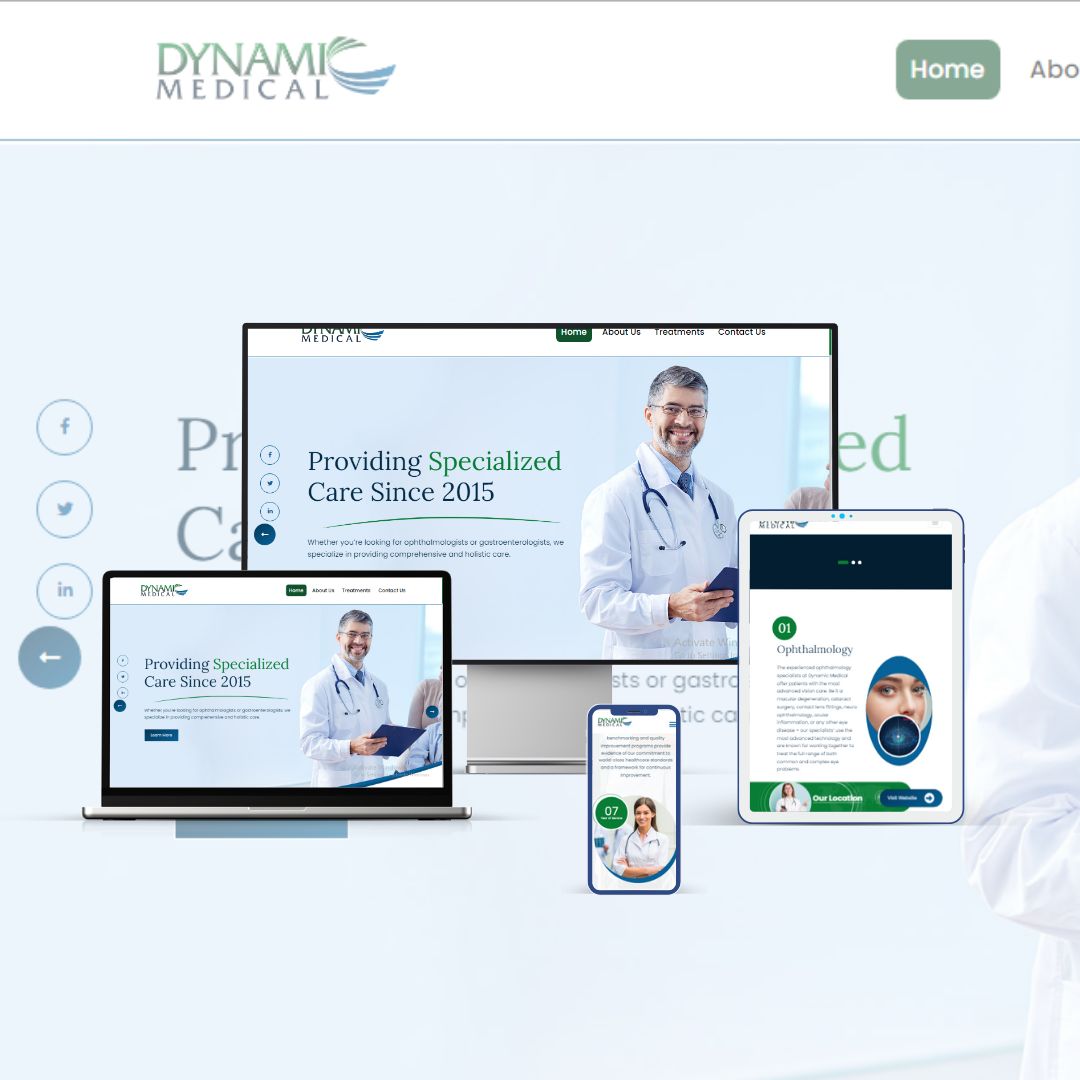 DYNAMIC
MEDICAL
Home
Abo
Pr
ed
Ca
sts or gastro
tic ca
DYNAMIC
MEDICAL
Home About Us Treatments Contact Us
Providing Specialized
Care Since 2015
Whether you're looking for ophthalmologists or gastroenterologists, we
specialize in providing comprehensive and holistic care.
Activate Win
DYNAMIC
MEDICAL
Home About Us Treatments Contact Us
Providing Specialized
Care Since 2015
Whether you're looking for ophthalmologists or gastroenterologists, we
specialize in providing comprehensive and holistic care.
Learn More
DYNAMIC
MEDICAL
benchmarking and quality
improvement programs provide
evidence of our commitment to
world-class healthcare standards
and a framework for continuous
improvement.
07
MEDICAL
01
Ophthalmology
The experienced ophthalmology
specialists at Dynamic Medical
offer patients with the most
advanced vision care. Be it a
macular degeneration, cataract
surgery, contact lens fittings, neuro
ophthalmology, ocular
inflammation, or any other eye
disease – our specialists' use the
most advanced technology and
are known for working together to
treat the full range of both
common and complex eye
problems.
Our Location
Visit Website